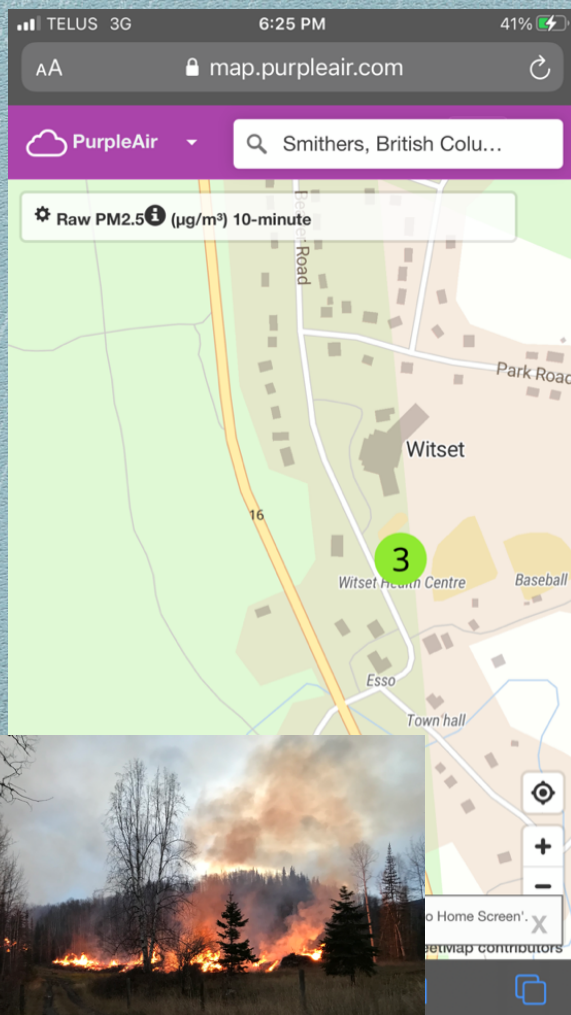 TELUS 3G 6:25 PM 41%
AA map.purpleair.com
PurpleAir Smithers, British Colu...
Raw PM2.5 (µg/m³) 10-minute
Road
Park Road
Witset
16
3
Witset Health Centre Baseball
Esso
Town hall
+
−
o Home Screen'. X
eetMap contributors